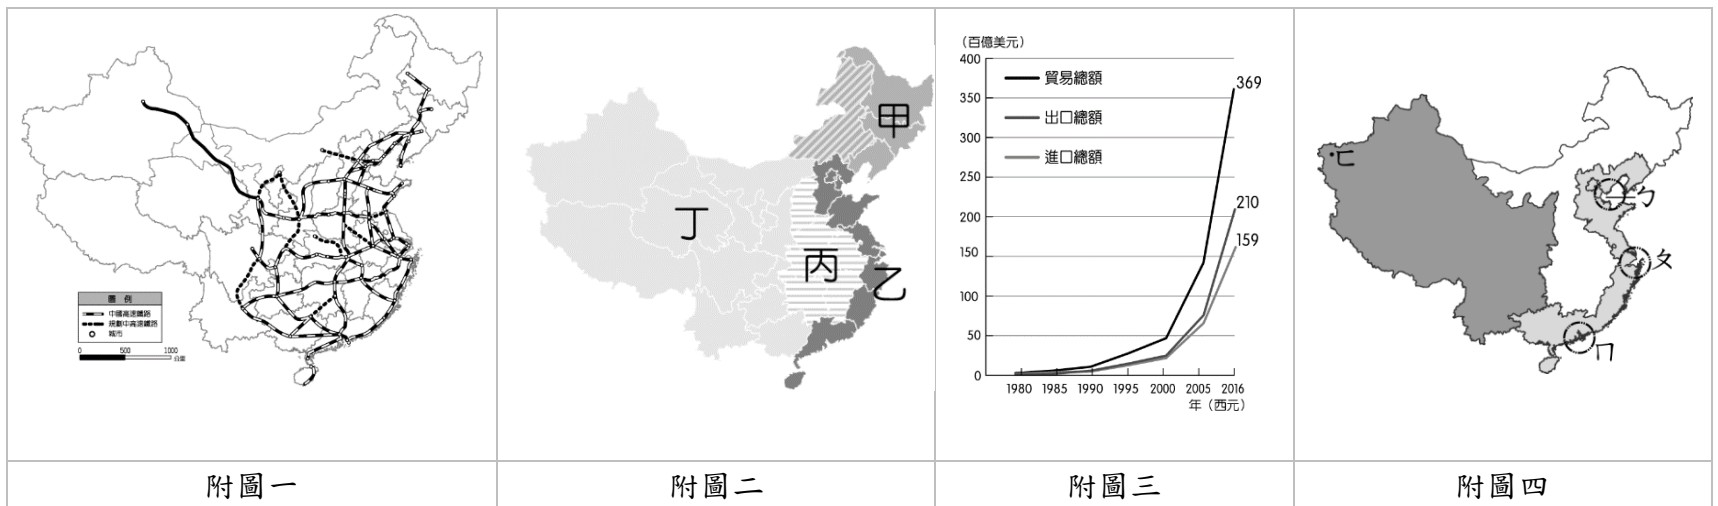 圖 例
中國高速鐵路
規劃中高速鐵路
城市
0 500 1000 公里
附圖一
甲
乙
丙
丁
附圖二
（百億美元）
400
350
300
250
200
150
100
50
0
貿易總額
出口總額
進口總額
369
210
159
1980 1985 1990 1995 2000 2005 2016
年（西元）
附圖三
ㄈ
ㄅ
ㄆ
ㄇ
附圖四